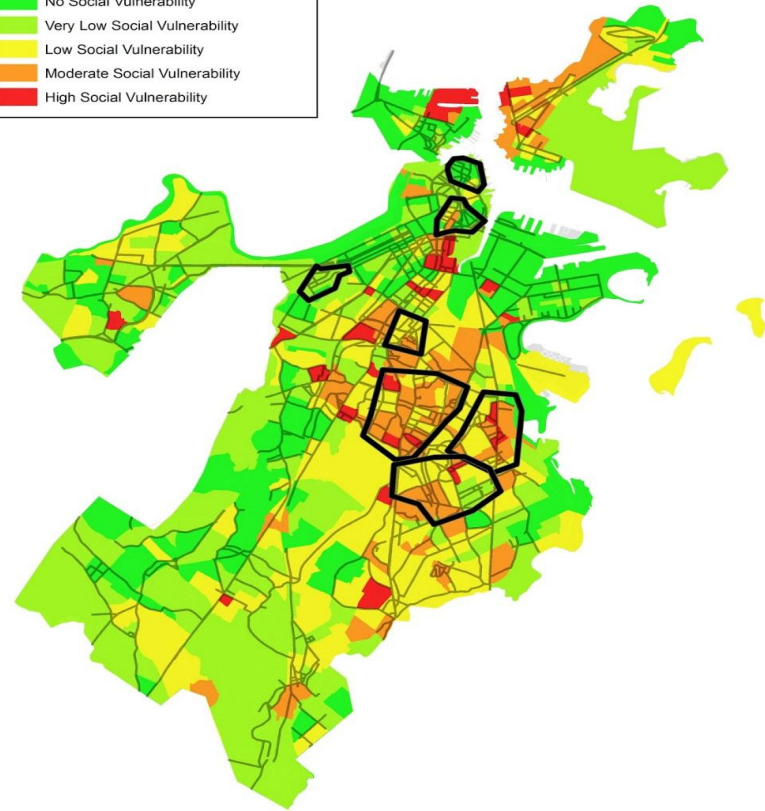 No Social Vulnerability
Very Low Social Vulnerability
Low Social Vulnerability
Moderate Social Vulnerability
High Social Vulnerability